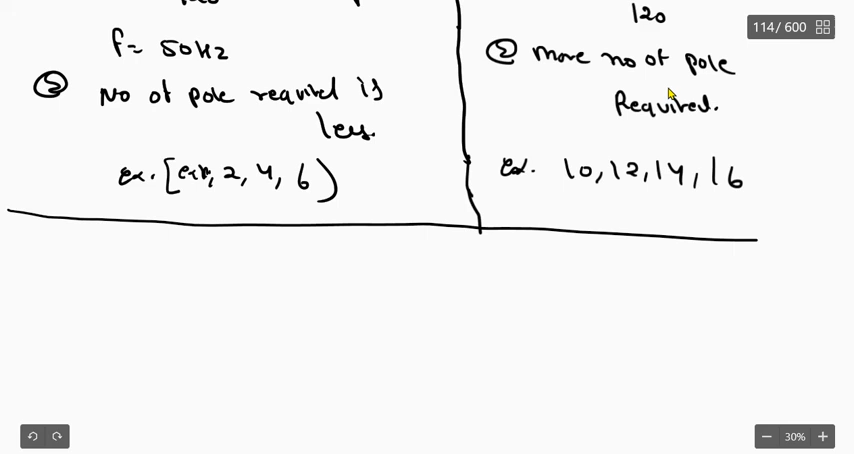 120
114 / 600
f = 50Hz
② More no of pole
Required.
② No of pole required is
less.
ex. 2, 4, 6)
Ex. 10, 12, 14, 16
30%